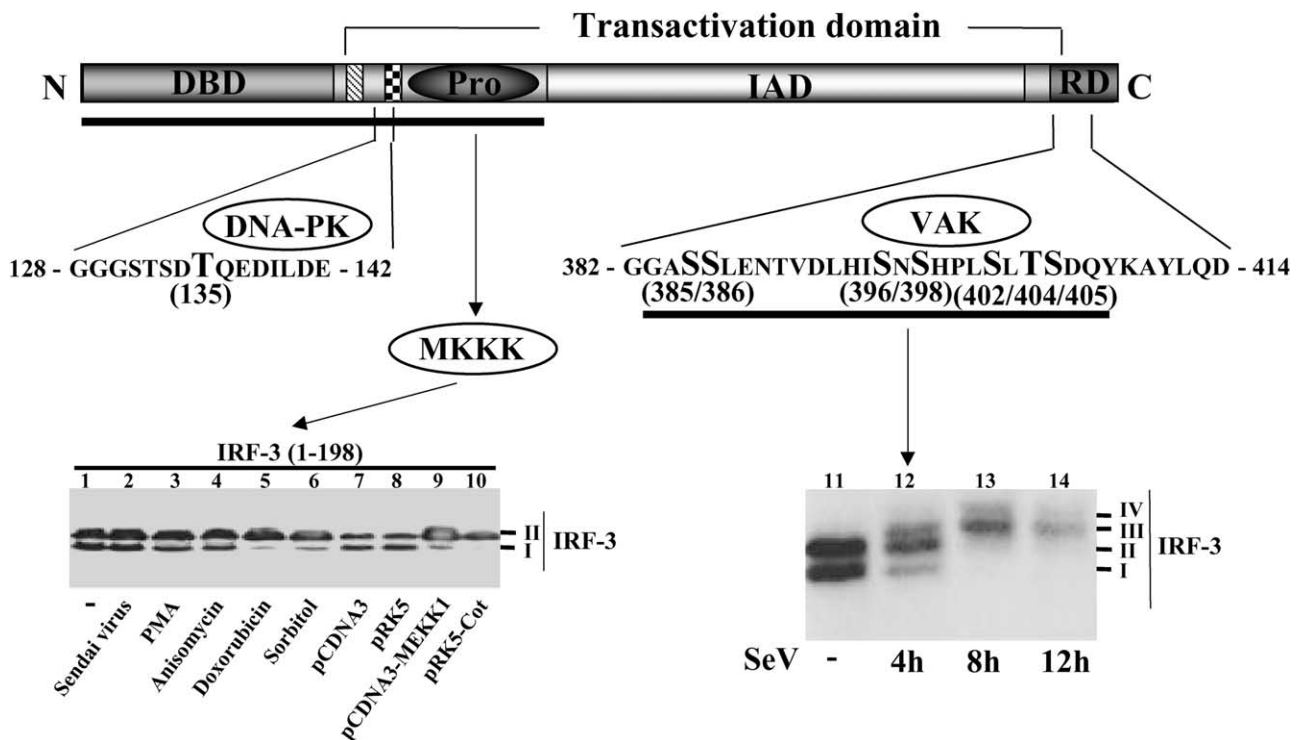 Transactivation domain
N DBD Pro IAD RD C
DNA-PK
128 - GGGSTSDTQEDILDE - 142
(135)
VAK
382 - GGASSLENTVDLHISNSHPLSLTSDQYKAYLQD - 414
(385/386) (396/398) (402/404/405)
MKKK
IRF-3 (1-198)
1 2 3 4 5 6 7 8 9 10
II
I
IRF-3
-
Sendai virus
PMA
Anisomycin
Doxorubicin
Sorbitol
pCDNA3
pRK5
pCDNA3-MEKK1
pRK5-Cot
11 12 13 14
IV
III
II
I
IRF-3
SeV - 4h 8h 12h